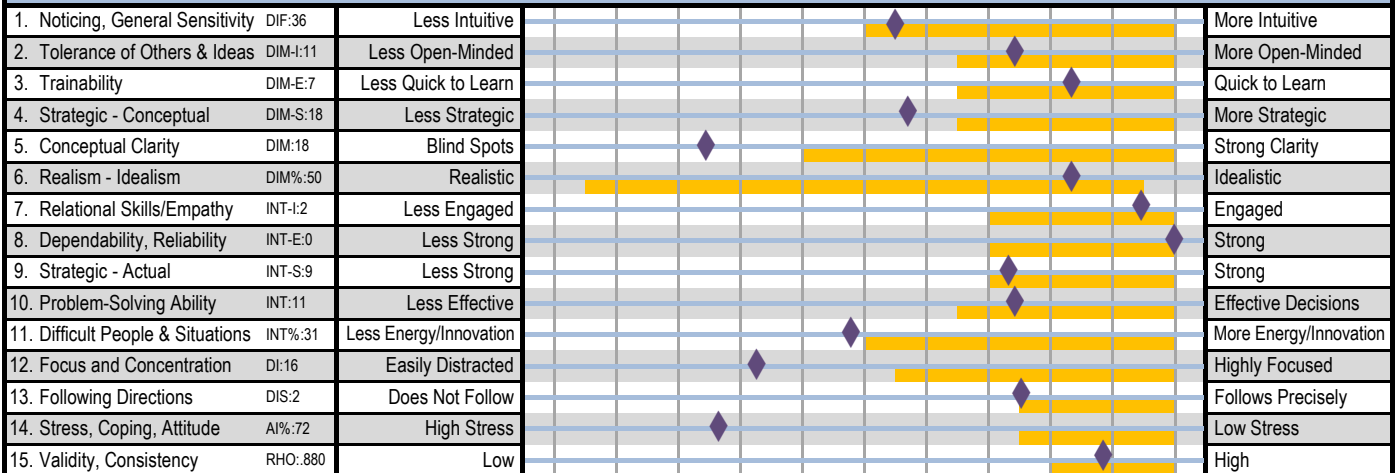 1. Noticing, General Sensitivity DIF:36 Less Intuitive More Intuitive
2. Tolerance of Others & Ideas DIM-I:11 Less Open-Minded More Open-Minded
3. Trainability DIM-E:7 Less Quick to Learn Quick to Learn
4. Strategic - Conceptual DIM-S:18 Less Strategic More Strategic
5. Conceptual Clarity DIM:18 Blind Spots Strong Clarity
6. Realism - Idealism DIM%:50 Realistic Idealistic
7. Relational Skills/Empathy INT-I:2 Less Engaged Engaged
8. Dependability, Reliability INT-E:0 Less Strong Strong
9. Strategic - Actual INT-S:9 Less Strong Strong
10. Problem-Solving Ability INT:11 Less Effective Effective Decisions
11. Difficult People & Situations INT%:31 Less Energy/Innovation More Energy/Innovation
12. Focus and Concentration DI:16 Easily Distracted Highly Focused
13. Following Directions DIS:2 Does Not Follow Follows Precisely
14. Stress, Coping, Attitude AI%:72 High Stress Low Stress
15. Validity, Consistency RHO:.880 Low High